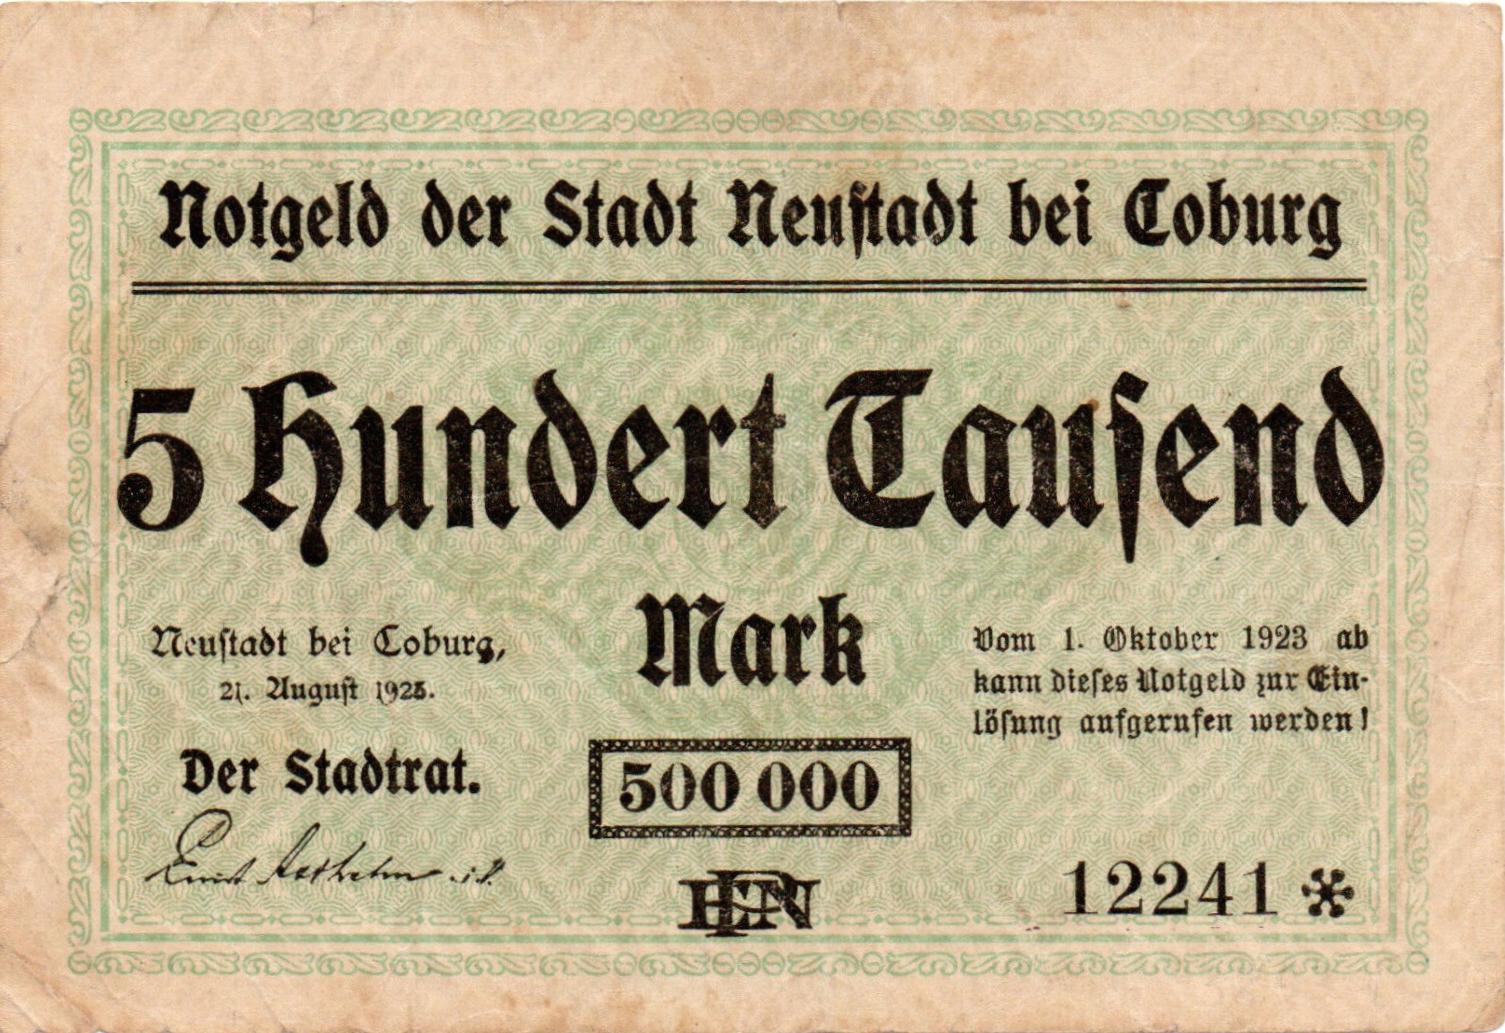 Notgeld der Stadt Neustadt bei Coburg
5 Hundert Tausend
Mark
Neustadt bei Coburg,
21. August 1923.
Der Stadtrat.
Vom 1. Oktober 1923 ab
kann dieses Notgeld zur Ein-
lösung aufgerufen werden!
500 000
12241